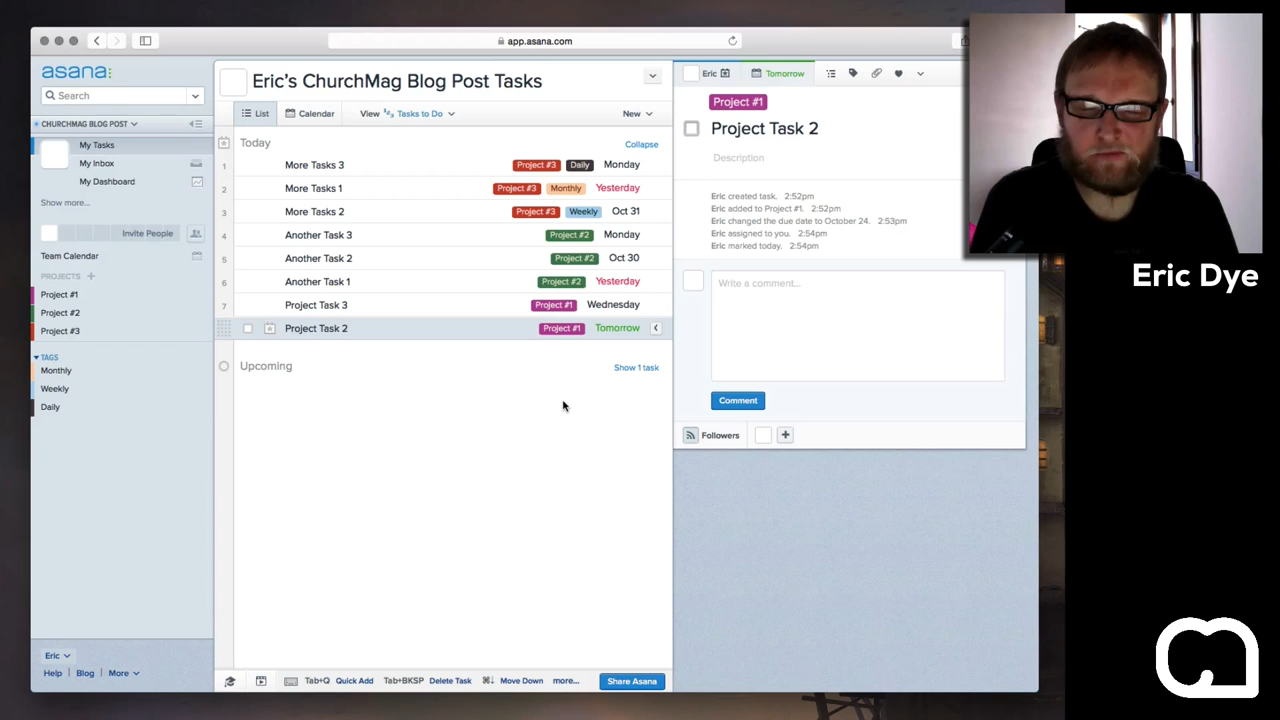 app.asana.com
asana:
Search
CHURCHMAG BLOG POST
My Tasks
My Inbox
My Dashboard
Show more...
Invite People
Team Calendar
PROJECTS +
Project #1
Project #2
Project #3
TAGS
Monthly
Weekly
Daily
Eric
Help | Blog | More
Eric's ChurchMag Blog Post Tasks
List Calendar View Tasks to Do New
Today Collapse
1 More Tasks 3 Project #3 Daily Monday
2 More Tasks 1 Project #3 Monthly Yesterday
3 More Tasks 2 Project #3 Weekly Oct 31
4 Another Task 3 Project #2 Monday
5 Another Task 2 Project #2 Oct 30
6 Another Task 1 Project #2 Yesterday
7 Project Task 3 Project #1 Wednesday
Project Task 2 Project #1 Tomorrow
Upcoming Show 1 task
Tab+Q Quick Add Tab+BKSP Delete Task ⌘↓ Move Down more... Share Asana
Eric Tomorrow
Project #1
Project Task 2
Description
Eric created task. 2:52pm
Eric added to Project #1. 2:52pm
Eric changed the due date to October 24. 2:53pm
Eric assigned to you. 2:54pm
Eric marked today. 2:54pm
Write a comment...
Comment
Followers +
Eric Dye